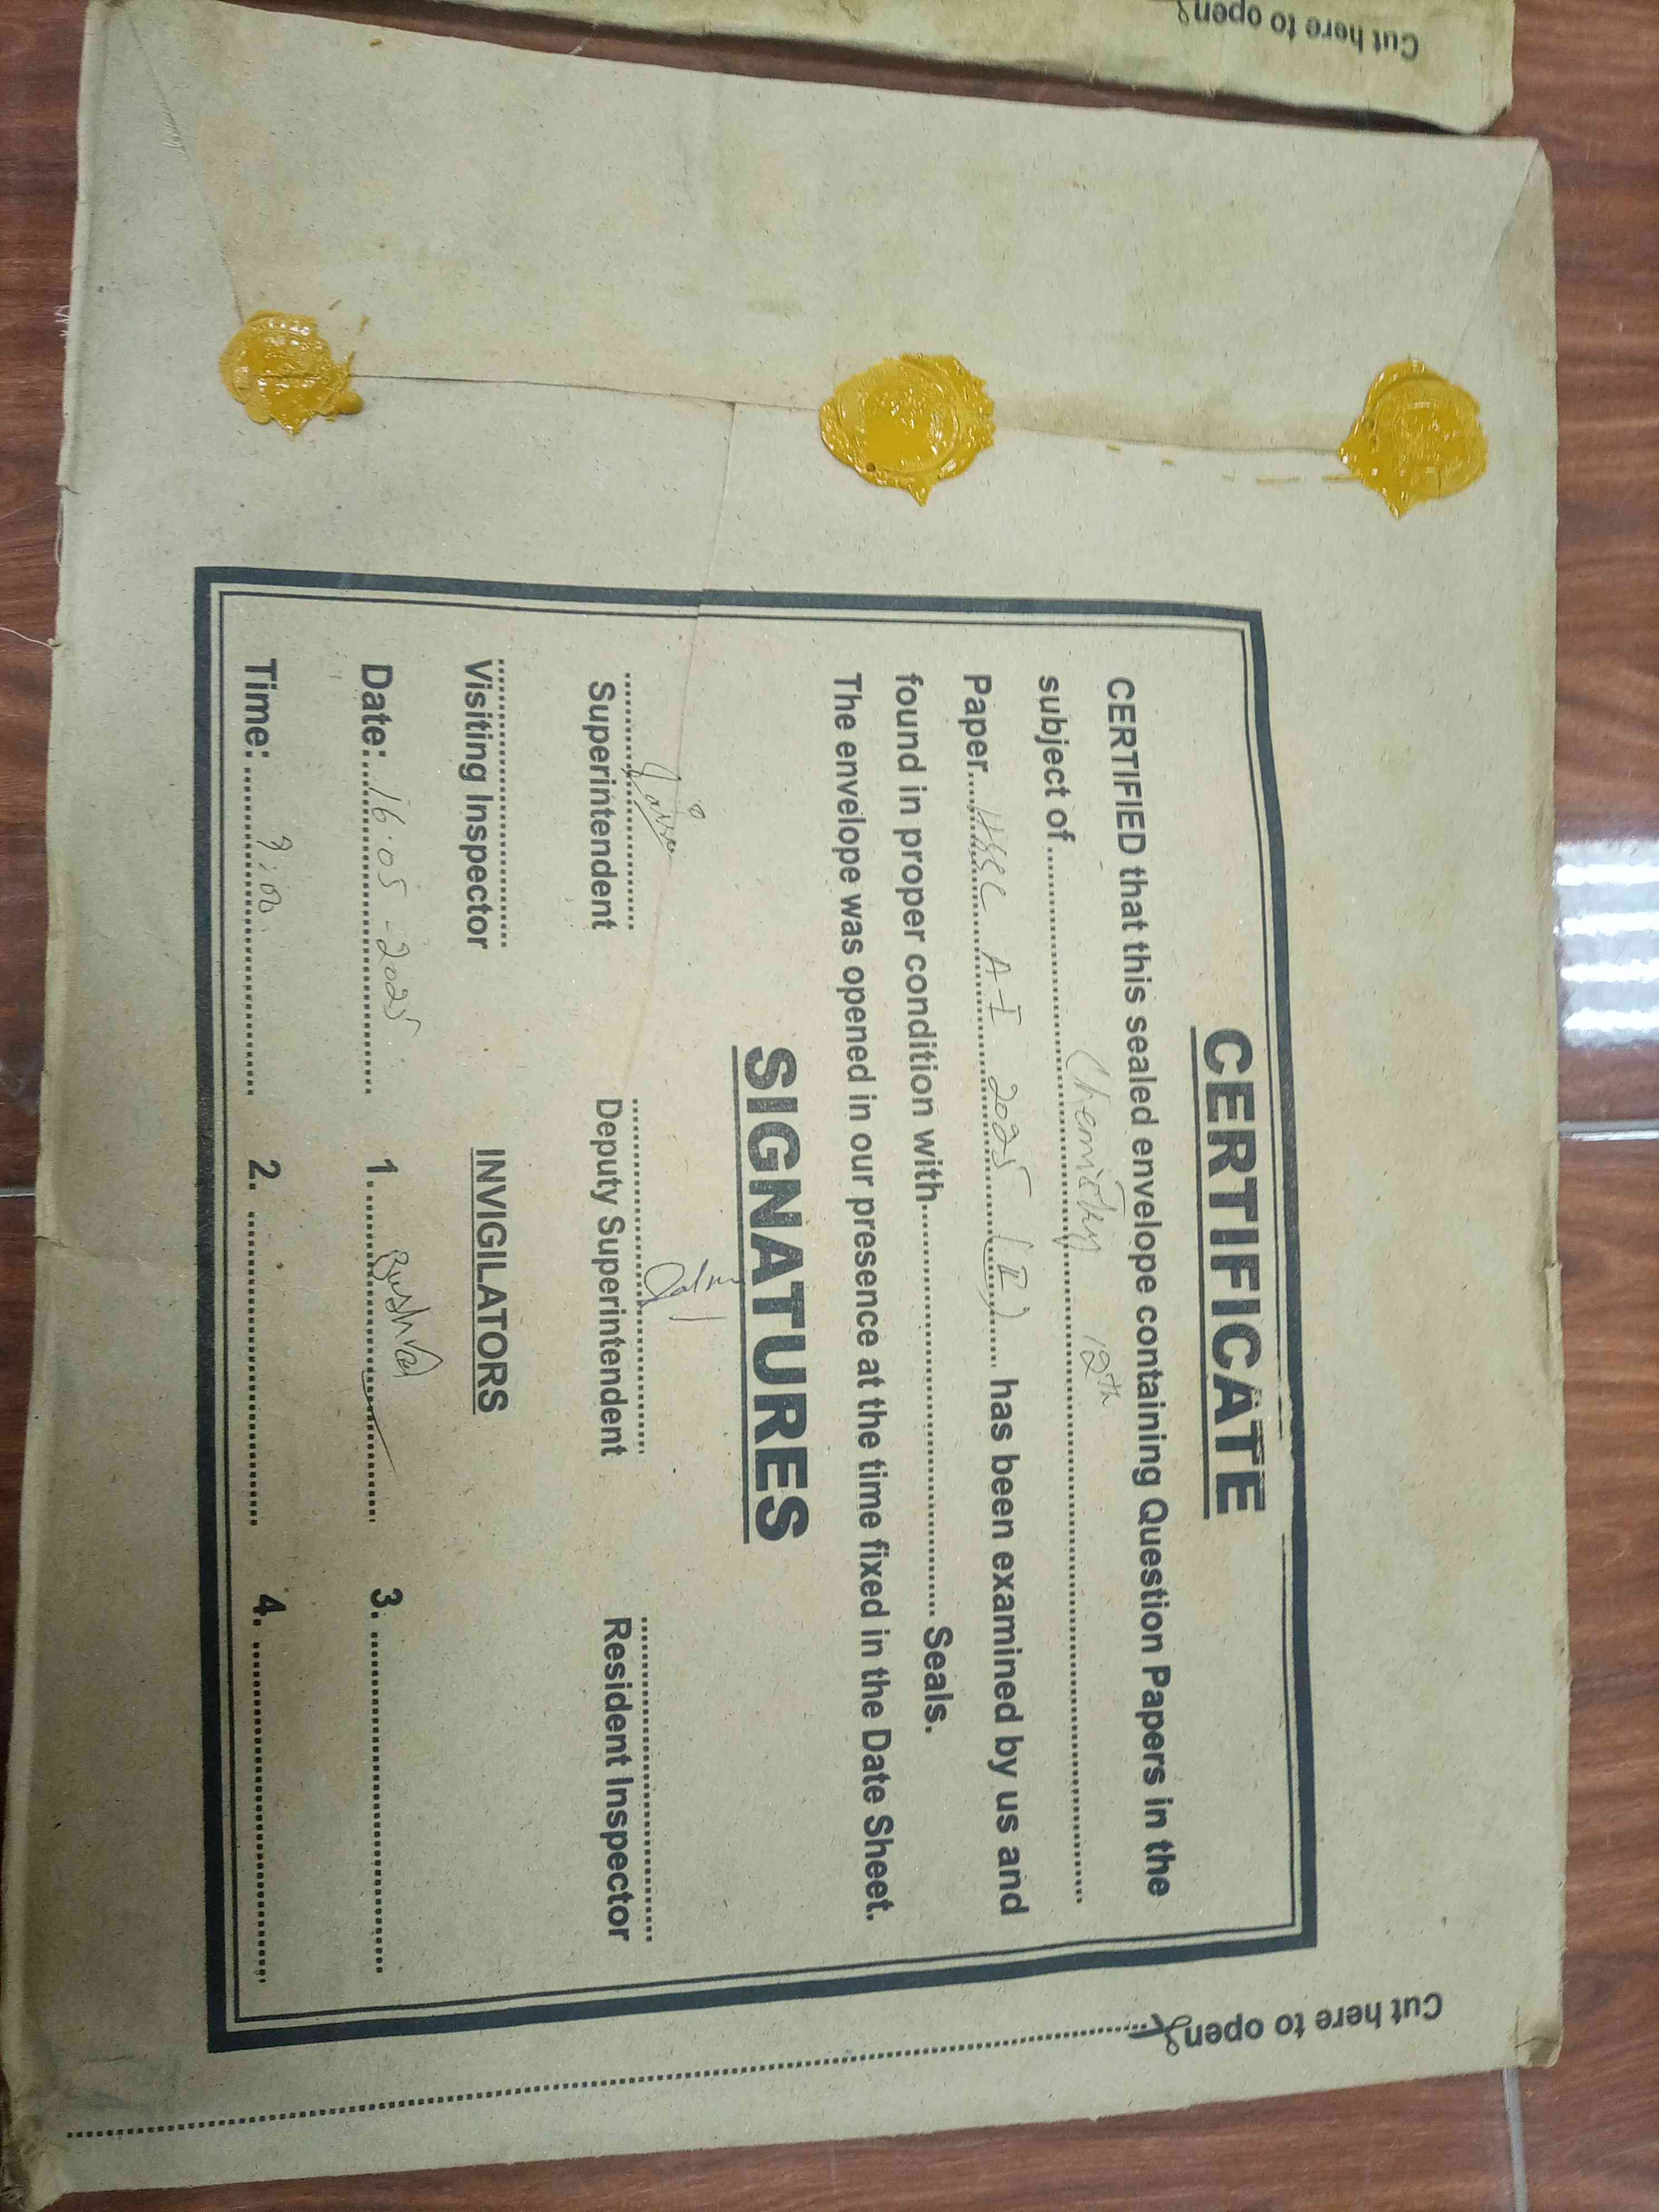 Cut here to open
CERTIFICATE
CERTIFIED that this sealed envelope containing Question Papers in the
subject of Chemistry 12th
Paper HSSC A-I 2025 (II) has been examined by us and
found in proper condition with Seals.
The envelope was opened in our presence at the time fixed in the Date Sheet.
SIGNATURES
Superintendent Deputy Superintendent Resident Inspector
Visiting Inspector INVIGILATORS
Date: 16-05-2025 1. Bushra 3.
Time: 9:00 2. 4.
Cut here to open